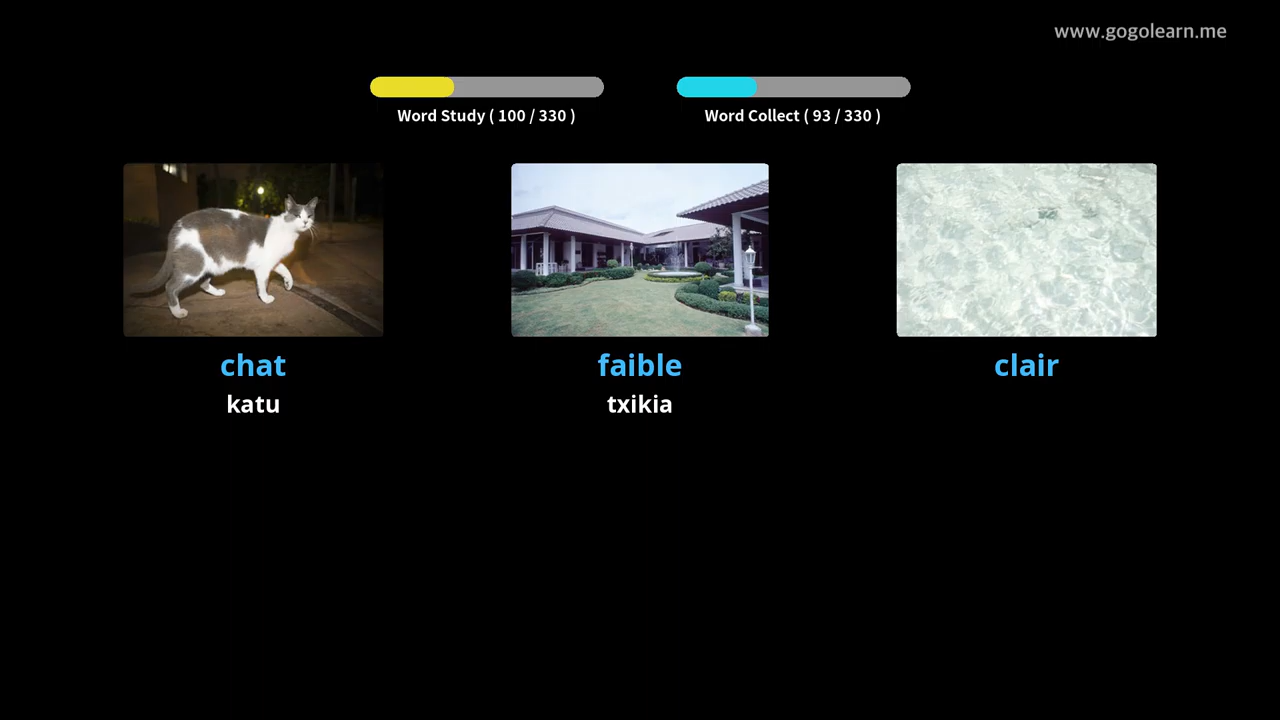 www.gogolearn.me
Word Study ( 100 / 330 )
Word Collect ( 93 / 330 )
chat
faible
clair
katu
txikia